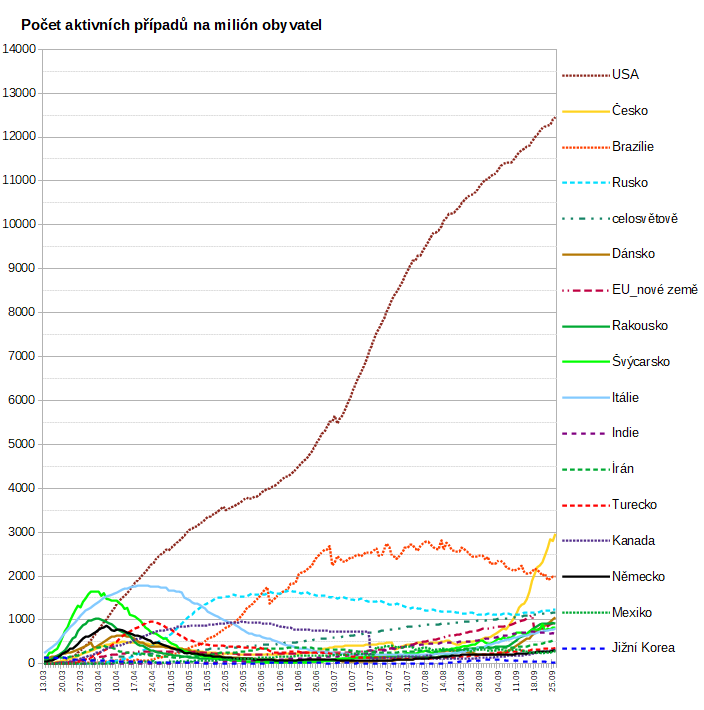 Počet aktivních případů na milión obyvatel
14000
13000
12000
11000
10000
9000
8000
7000
6000
5000
4000
3000
2000
1000
0
USA
Česko
Brazílie
Rusko
celosvětově
Dánsko
EU_nové země
Rakousko
Švýcarsko
Itálie
Indie
Írán
Turecko
Kanada
Německo
Mexiko
Jižní Korea
13.03
20.03
27.03
03.04
10.04
17.04
24.04
01.05
08.05
15.05
22.05
29.05
05.06
12.06
19.06
26.06
03.07
10.07
17.07
24.07
31.07
07.08
14.08
21.08
28.08
04.09
11.09
18.09
25.09